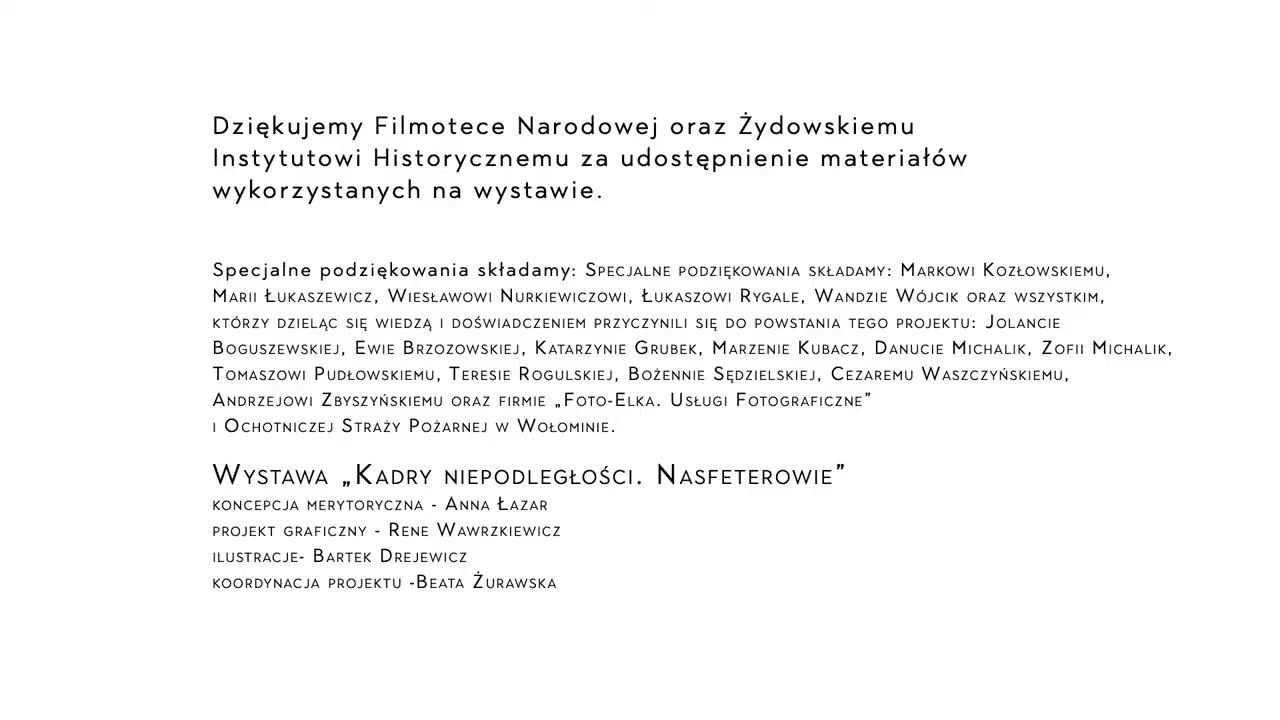 Dziękujemy Filmotece Narodowej oraz Żydowskiemu
Instytutowi Historycznemu za udostępnienie materiałów
wykorzystanych na wystawie.
Specjalne podziękowania składamy: Specjalne podziękowania składamy: Markowi Kozłowskiemu,
Marii Łukaszewicz, Wiesławowi Nurkiewiczowi, Łukaszowi Rygale, Wandzie Wójcik oraz wszystkim,
którzy dzieląc się wiedzą i doświadczeniem przyczynili się do powstania tego projektu: Jolancie
Boguszewskiej, Ewie Brzozowskiej, Katarzynie Grubek, Marzenie Kubacz, Danucie Michalik, Zofii Michalik,
Tomaszowi Pudłowskiemu, Teresie Rogulskiej, Bożennie Sędzielskiej, Cezaremu Waszczyńskiemu,
Andrzejowi Zbyszyńskiemu oraz firmie „Foto-Elka. Usługi Fotograficzne”
i Ochotniczej Straży Pożarnej w Wołominie.
Wystawa „Kadry niepodległości. Nasfeterowie”
koncepcja merytoryczna - Anna Łazar
projekt graficzny - Rene Wawrzkiewicz
ilustracje- Bartek Drejewicz
koordynacja projektu -Beata Żurawska